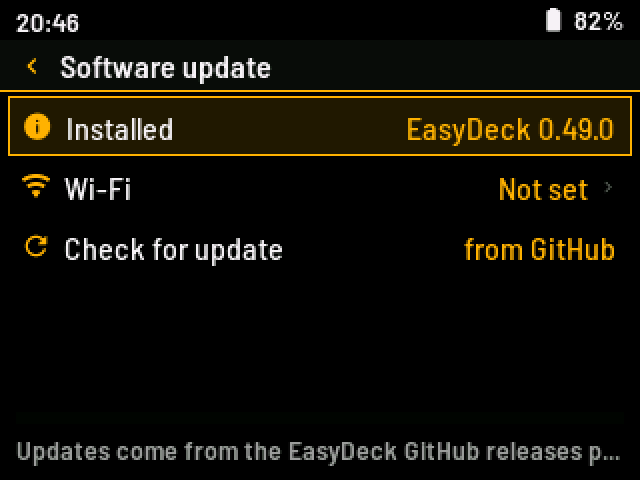 20:46 82%
Software update
Installed EasyDeck 0.49.0
Wi-Fi Not set
Check for update from GitHub
Updates come from the EasyDeck GitHub releases p...